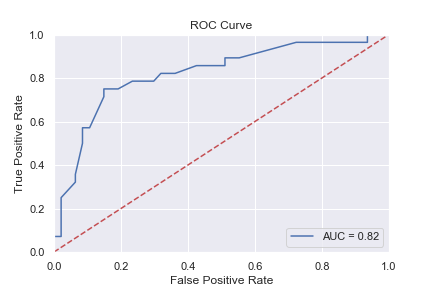 ROC Curve
1.0
0.8
0.6
0.4
0.2
0.0
True Positive Rate
AUC = 0.82
0.0 0.2 0.4 0.6 0.8 1.0
False Positive Rate